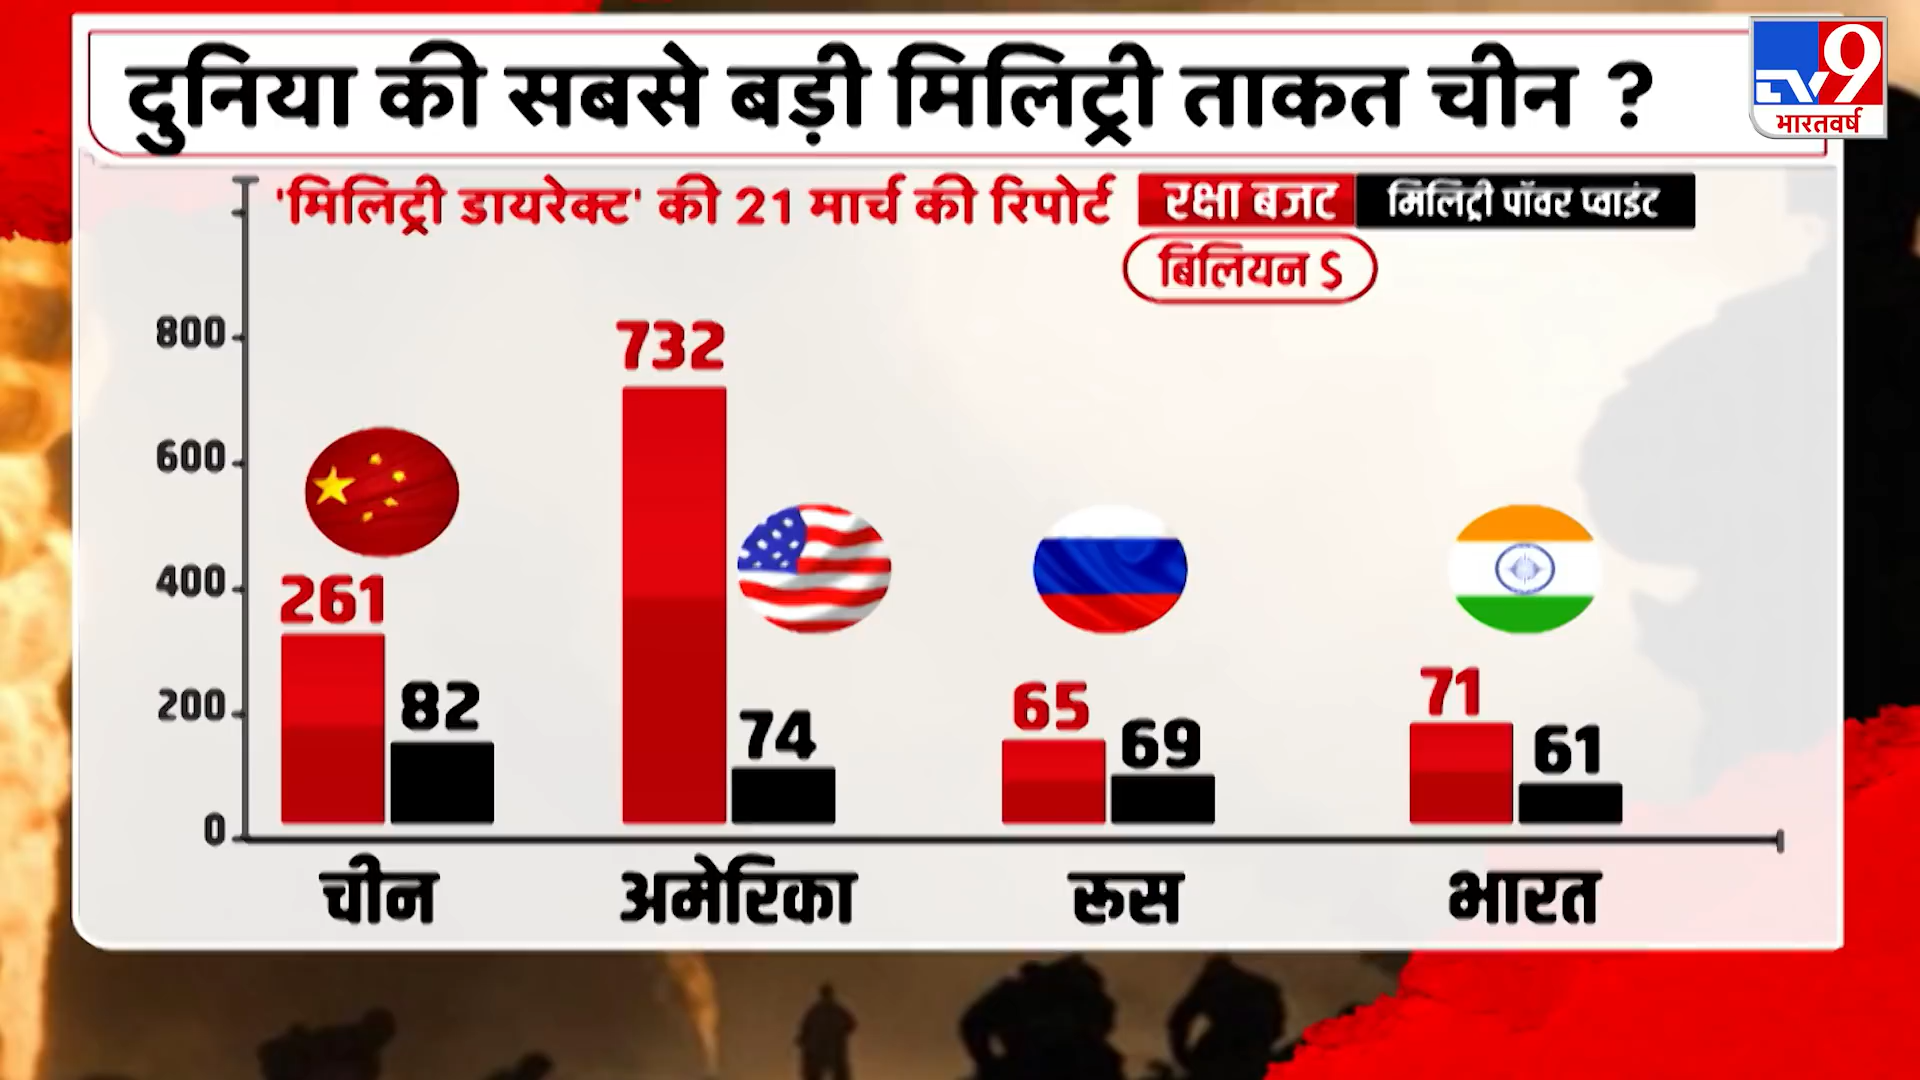 दुनिया की सबसे बड़ी मिलिट्री ताकत चीन ?
TV9
भारतवर्ष
'मिलिट्री डायरेक्ट' की 21 मार्च की रिपोर्ट
रक्षा बजट
मिलिट्री पॉवर प्वाइंट
बिलियन $
800
600
400
200
0
261
82
732
74
65
69
71
61
चीन
अमेरिका
रूस
भारत